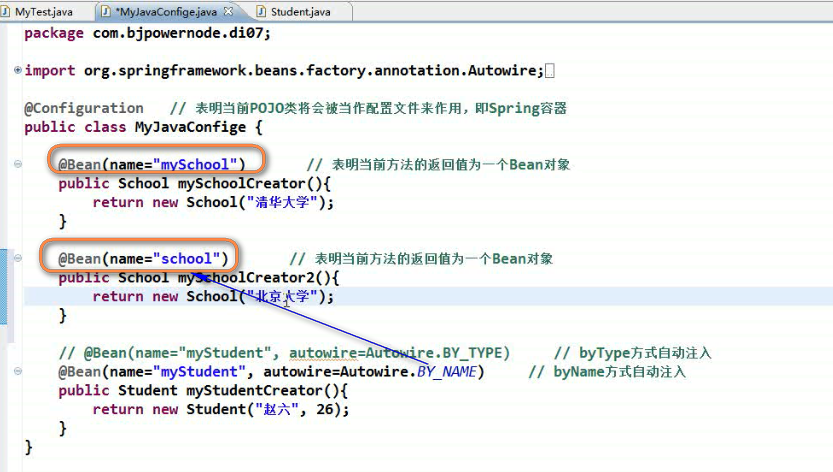 MyTest.java *MyJavaConfige.java Student.java
package com.bjpowernode.di07;
import org.springframework.beans.factory.annotation.Autowire;
@Configuration // 表明当前POJO类将会被当作配置文件来作用，即Spring容器
public class MyJavaConfige {
@Bean(name="mySchool") // 表明当前方法的返回值为一个Bean对象
public School mySchoolCreator(){
return new School("清华大学");
}
@Bean(name="school") // 表明当前方法的返回值为一个Bean对象
public School mySchoolCreator2(){
return new School("北京大学");
}
// @Bean(name="myStudent", autowire=Autowire.BY_TYPE) // byType方式自动注入
@Bean(name="myStudent", autowire=Autowire.BY_NAME) // byName方式自动注入
public Student myStudentCreator(){
return new Student("赵六", 26);
}
}